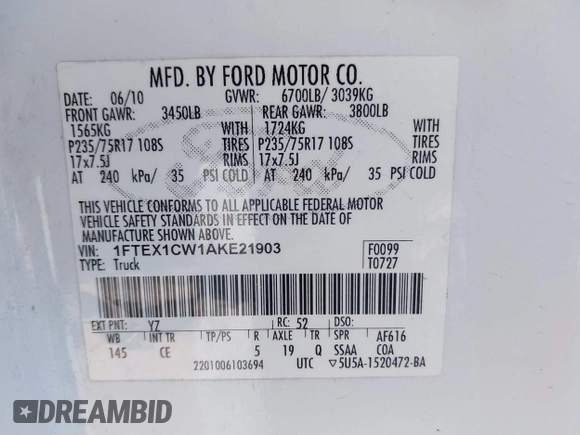 MFD. BY FORD MOTOR CO.
DATE: 06/10 GVWR: 6700LB/ 3039KG
FRONT GAWR: 3450LB REAR GAWR: 3800LB
1565KG WITH 1724KG WITH
P235/75R17 108S TIRES P235/75R17 108S TIRES
17x7.5J RIMS 17x7.5J RIMS
AT 240 kPa/ 35 PSI COLD AT 240 kPa/ 35 PSI COLD
THIS VEHICLE CONFORMS TO ALL APPLICABLE FEDERAL MOTOR
VEHICLE SAFETY STANDARDS IN EFFECT ON THE DATE OF
MANUFACTURE SHOWN ABOVE.
VIN: 1FTEX1CW1AKE21903 F0099
TYPE: Truck T0727
EXT PNT: YZ RC: 52 DSO:
WB INT TR TP/PS R AXLE TR SPR AF616
145 CE 5 19 Q SSAA COA
2201006103694 UTC ▽5U5A-1520472-BA
DREAMBID